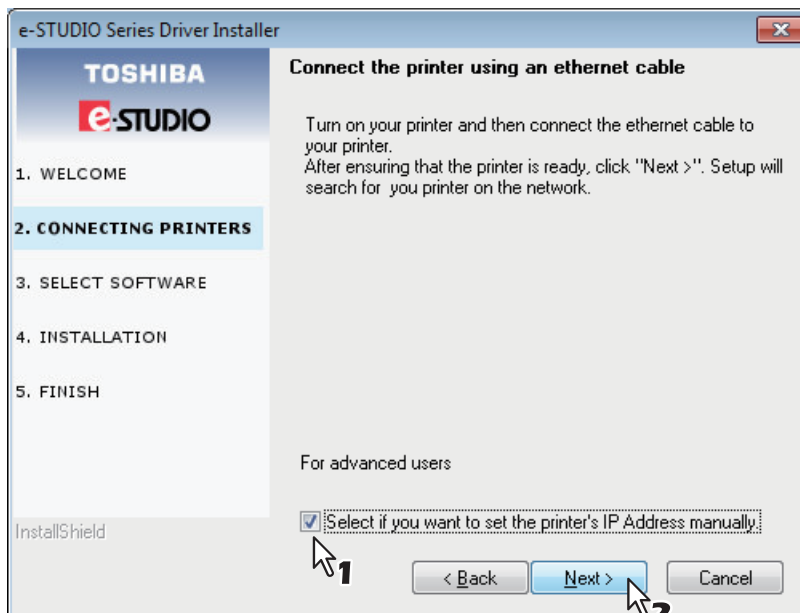 e-STUDIO Series Driver Installer
TOSHIBA
e-STUDIO
1. WELCOME
2. CONNECTING PRINTERS
3. SELECT SOFTWARE
4. INSTALLATION
5. FINISH
InstallShield
Connect the printer using an ethernet cable
Turn on your printer and then connect the ethernet cable to
your printer.
After ensuring that the printer is ready, click "Next >". Setup will
search for you printer on the network.
For advanced users
Select if you want to set the printer's IP Address manually.
1
< Back
Next >
Cancel
2